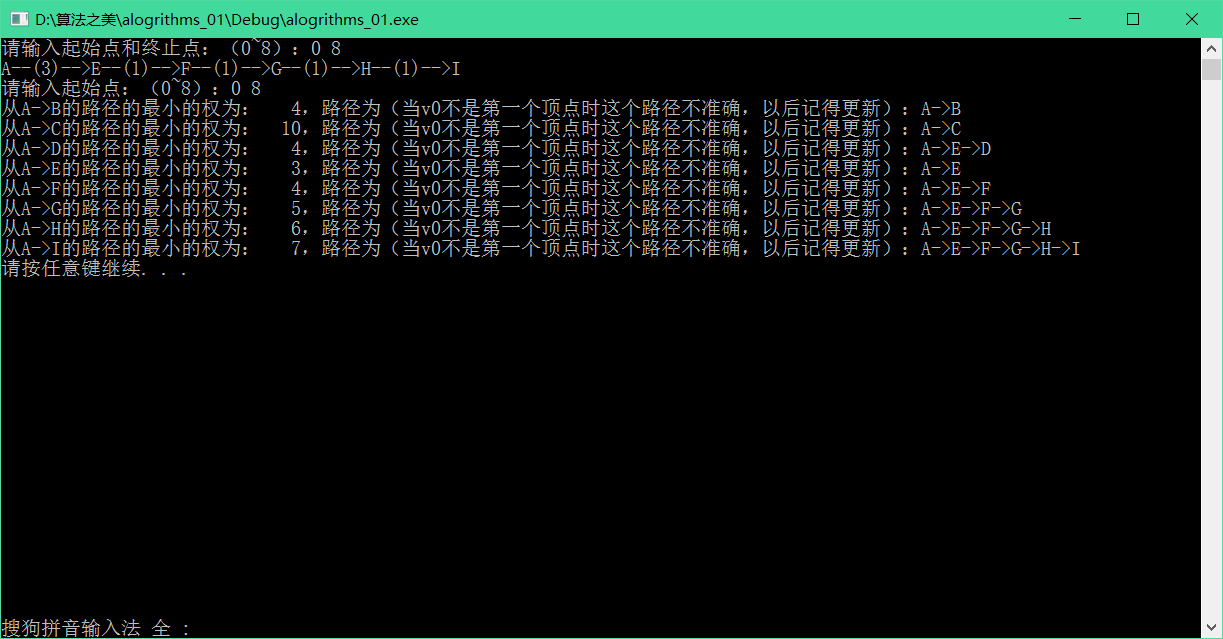 D:\算法之美\alogrithms_01\Debug\alogrithms_01.exe
请输入起始点和终止点：（0~8）：0 8
A--(3)-->E--(1)-->F--(1)-->G--(1)-->H--(1)-->I
请输入起始点：（0~8）：0 8
从A->B的路径的最小的权为：   4，路径为（当v0不是第一个顶点时这个路径不准确，以后记得更新）：A->B
从A->C的路径的最小的权为：  10，路径为（当v0不是第一个顶点时这个路径不准确，以后记得更新）：A->C
从A->D的路径的最小的权为：   4，路径为（当v0不是第一个顶点时这个路径不准确，以后记得更新）：A->E->D
从A->E的路径的最小的权为：   3，路径为（当v0不是第一个顶点时这个路径不准确，以后记得更新）：A->E
从A->F的路径的最小的权为：   4，路径为（当v0不是第一个顶点时这个路径不准确，以后记得更新）：A->E->F
从A->G的路径的最小的权为：   5，路径为（当v0不是第一个顶点时这个路径不准确，以后记得更新）：A->E->F->G
从A->H的路径的最小的权为：   6，路径为（当v0不是第一个顶点时这个路径不准确，以后记得更新）：A->E->F->G->H
从A->I的路径的最小的权为：   7，路径为（当v0不是第一个顶点时这个路径不准确，以后记得更新）：A->E->F->G->H->I
请按任意键继续. . .
搜狗拼音输入法 全 :